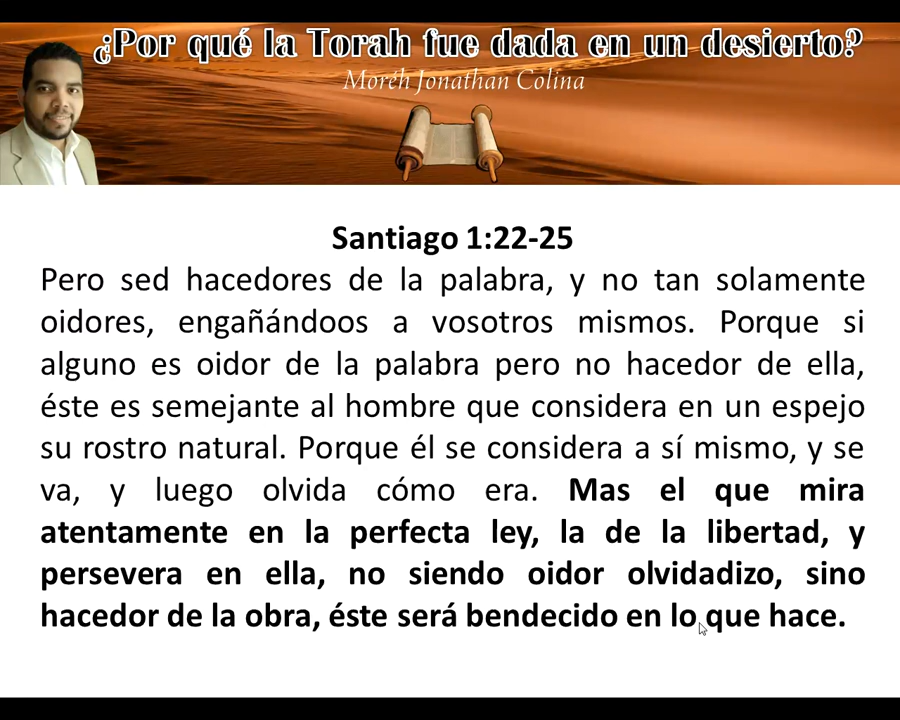 ¿Por qué la Torah fue dada en un desierto?
Moréh Jonathan Colina
Santiago 1:22-25
Pero sed hacedores de la palabra, y no tan solamente
oidores, engañándoos a vosotros mismos. Porque si
alguno es oidor de la palabra pero no hacedor de ella,
éste es semejante al hombre que considera en un espejo
su rostro natural. Porque él se considera a sí mismo, y se
va, y luego olvida cómo era. Mas el que mira
atentamente en la perfecta ley, la de la libertad, y
persevera en ella, no siendo oidor olvidadizo, sino
hacedor de la obra, éste será bendecido en lo que hace.